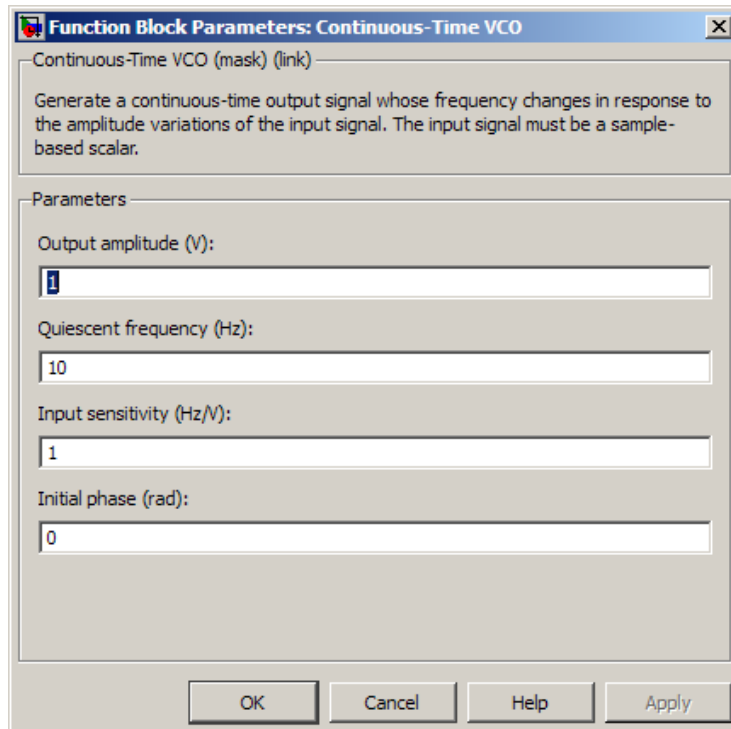 Function Block Parameters: Continuous-Time VCO
Continuous-Time VCO (mask) (link)
Generate a continuous-time output signal whose frequency changes in response to
the amplitude variations of the input signal. The input signal must be a sample-
based scalar.
Parameters
Output amplitude (V):
1
Quiescent frequency (Hz):
10
Input sensitivity (Hz/V):
1
Initial phase (rad):
0
OK
Cancel
Help
Apply